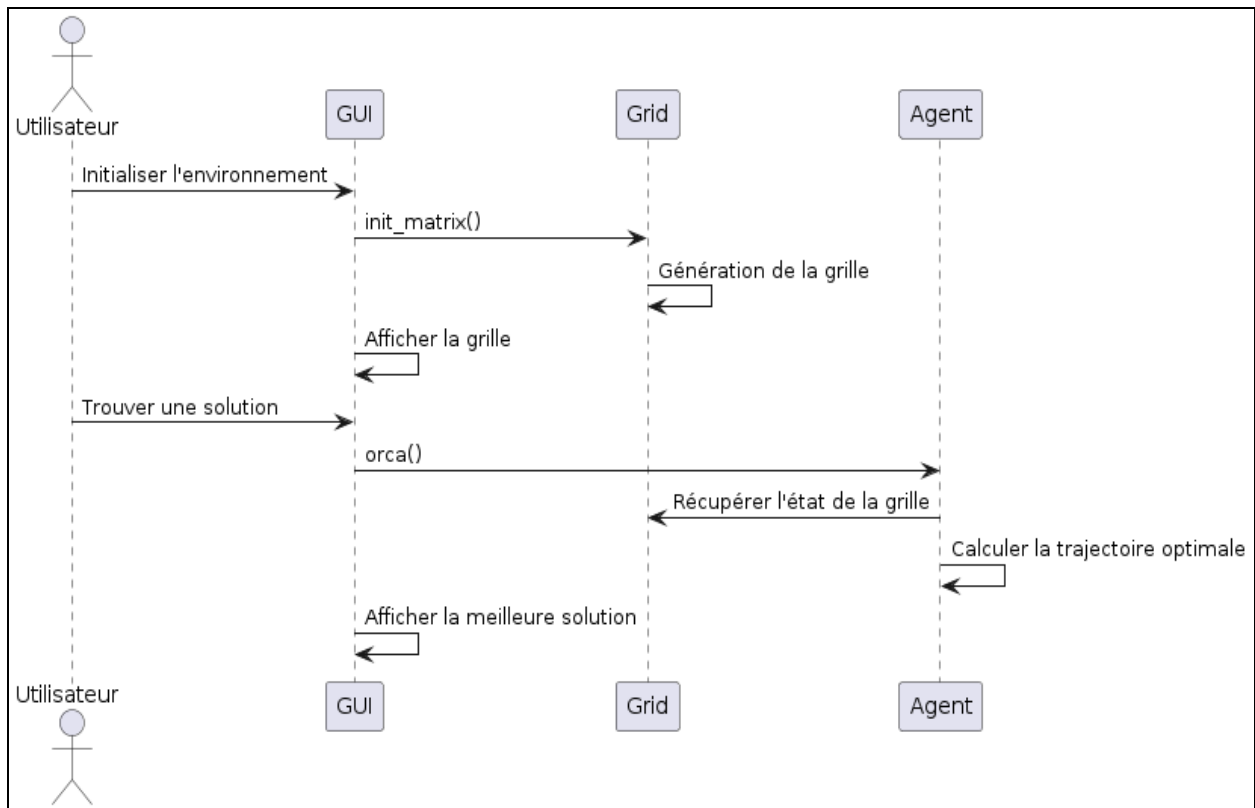 Utilisateur
GUI
Grid
Agent
Initialiser l'environnement
init_matrix()
Génération de la grille
Afficher la grille
Trouver une solution
orca()
Récupérer l'état de la grille
Calculer la trajectoire optimale
Afficher la meilleure solution
Utilisateur
GUI
Grid
Agent